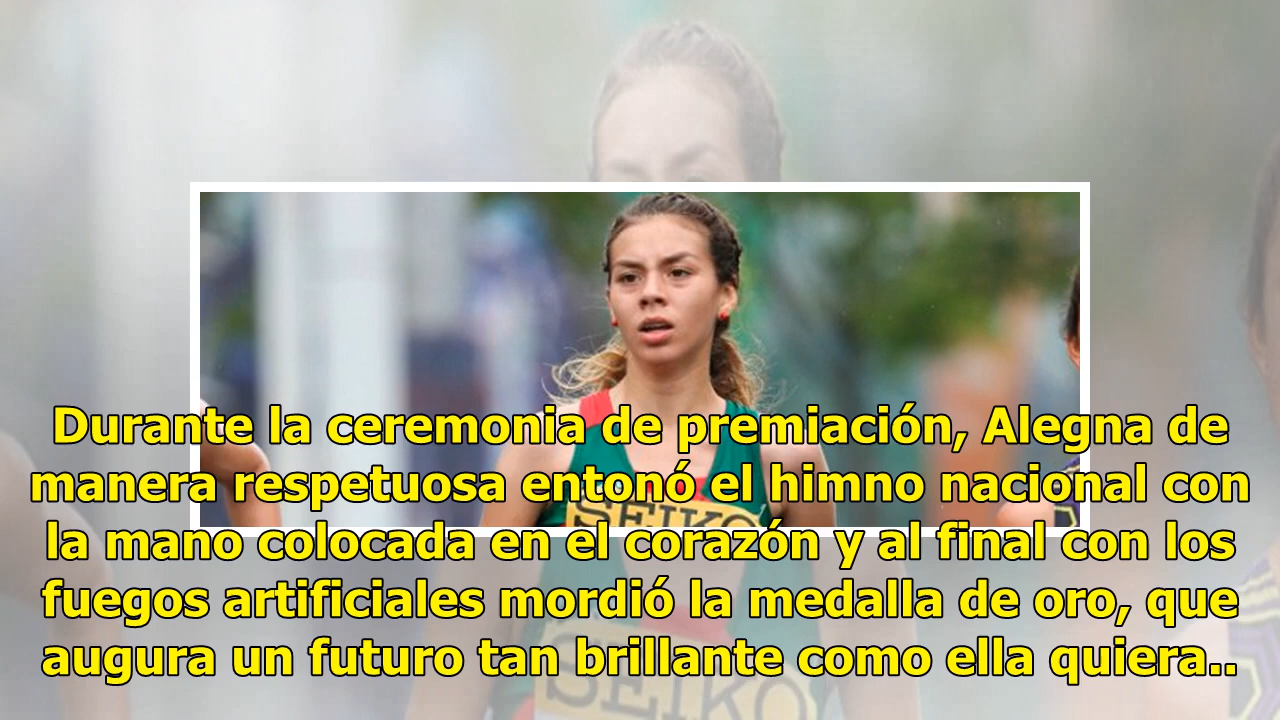 Durante la ceremonia de premiación, Alegna de
manera respetuosa entonó el himno nacional con
la mano colocada en el corazón y al final con los
fuegos artificiales mordió la medalla de oro, que
augura un futuro tan brillante como ella quiera..
SEIKO
SEIKO